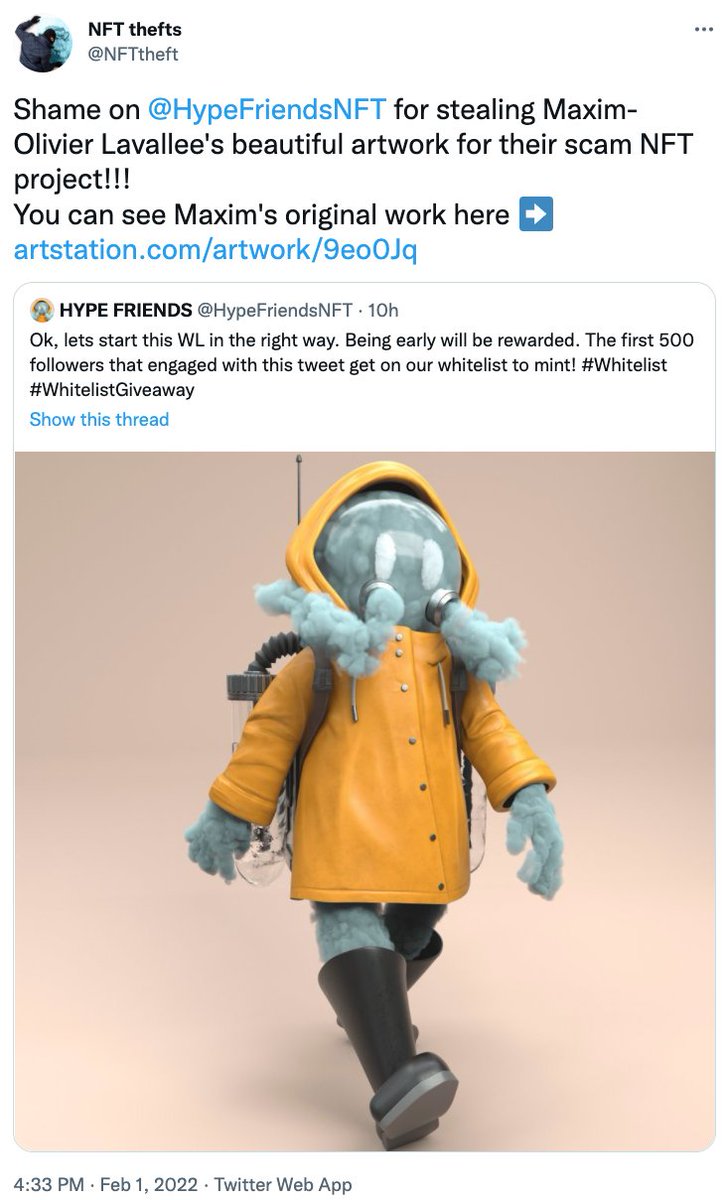 NFT thefts
@NFTtheft
Shame on @HypeFriendsNFT for stealing Maxim-
Olivier Lavallee's beautiful artwork for their scam NFT
project!!!
You can see Maxim's original work here ➡️
artstation.com/artwork/9eo0Jq
HYPE FRIENDS @HypeFriendsNFT · 10h
Ok, lets start this WL in the right way. Being early will be rewarded. The first 500
followers that engaged with this tweet get on our whitelist to mint! #Whitelist
#WhitelistGiveaway
Show this thread
4:33 PM · Feb 1, 2022 · Twitter Web App